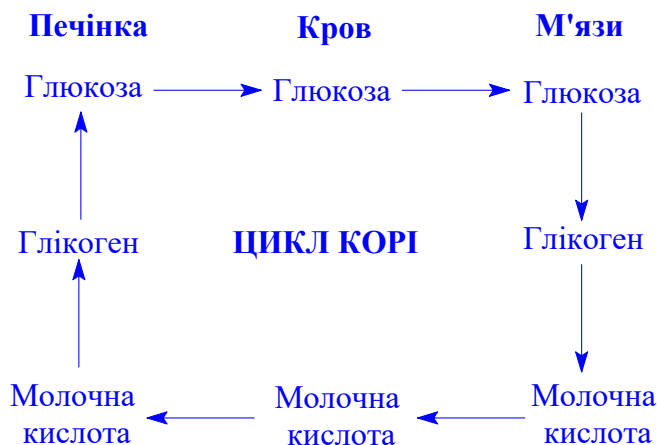 Печінка Кров М'язи
Глюкоза Глюкоза Глюкоза
Глікоген ЦИКЛ КОРІ Глікоген
Молочна Молочна Молочна
кислота кислота кислота